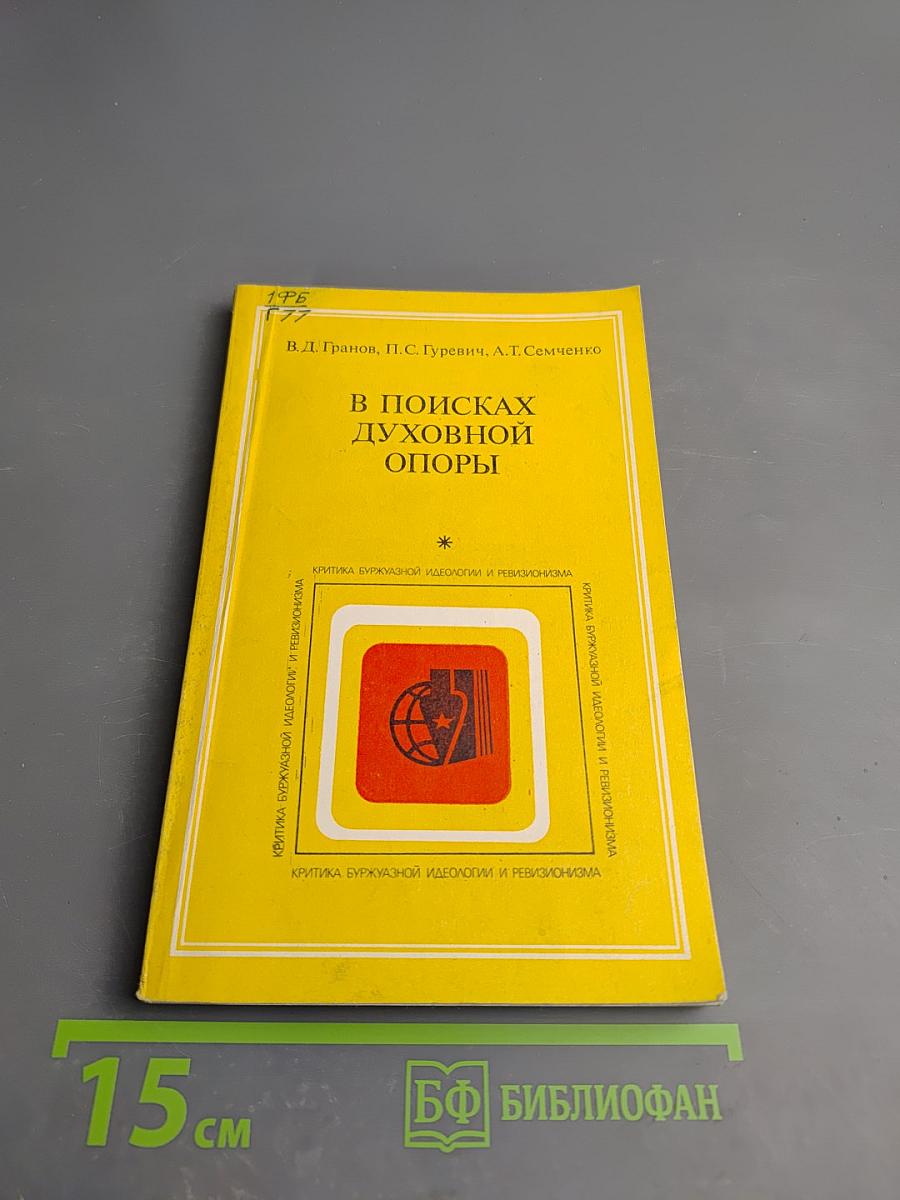 1ФБ
Г77
В. Д. Гранов, П. С. Гуревич, А. Т. Семченко
В ПОИСКАХ
ДУХОВНОЙ
ОПОРЫ
*
КРИТИКА БУРЖУАЗНОЙ ИДЕОЛОГИИ И РЕВИЗИОНИЗМА
КРИТИКА БУРЖУАЗНОЙ ИДЕОЛОГИИ И РЕВИЗИОНИЗМА
КРИТИКА БУРЖУАЗНОЙ ИДЕОЛОГИИ И РЕВИЗИОНИЗМА
КРИТИКА БУРЖУАЗНОЙ ИДЕОЛОГИИ И РЕВИЗИОНИЗМА
15 см
БФ БИБЛИОФАН